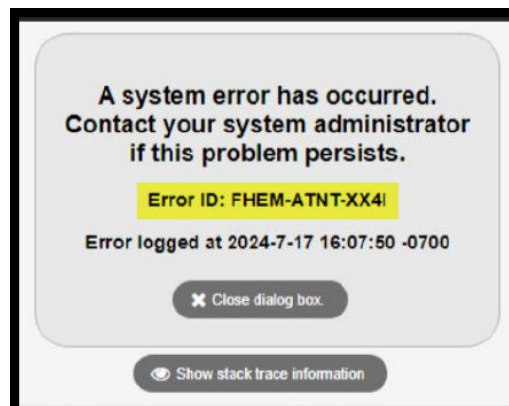 A system error has occurred.
Contact your system administrator
if this problem persists.
Error ID: FHEM-ATNT-XX4I
Error logged at 2024-7-17 16:07:50 -0700
Close dialog box.
Show stack trace information